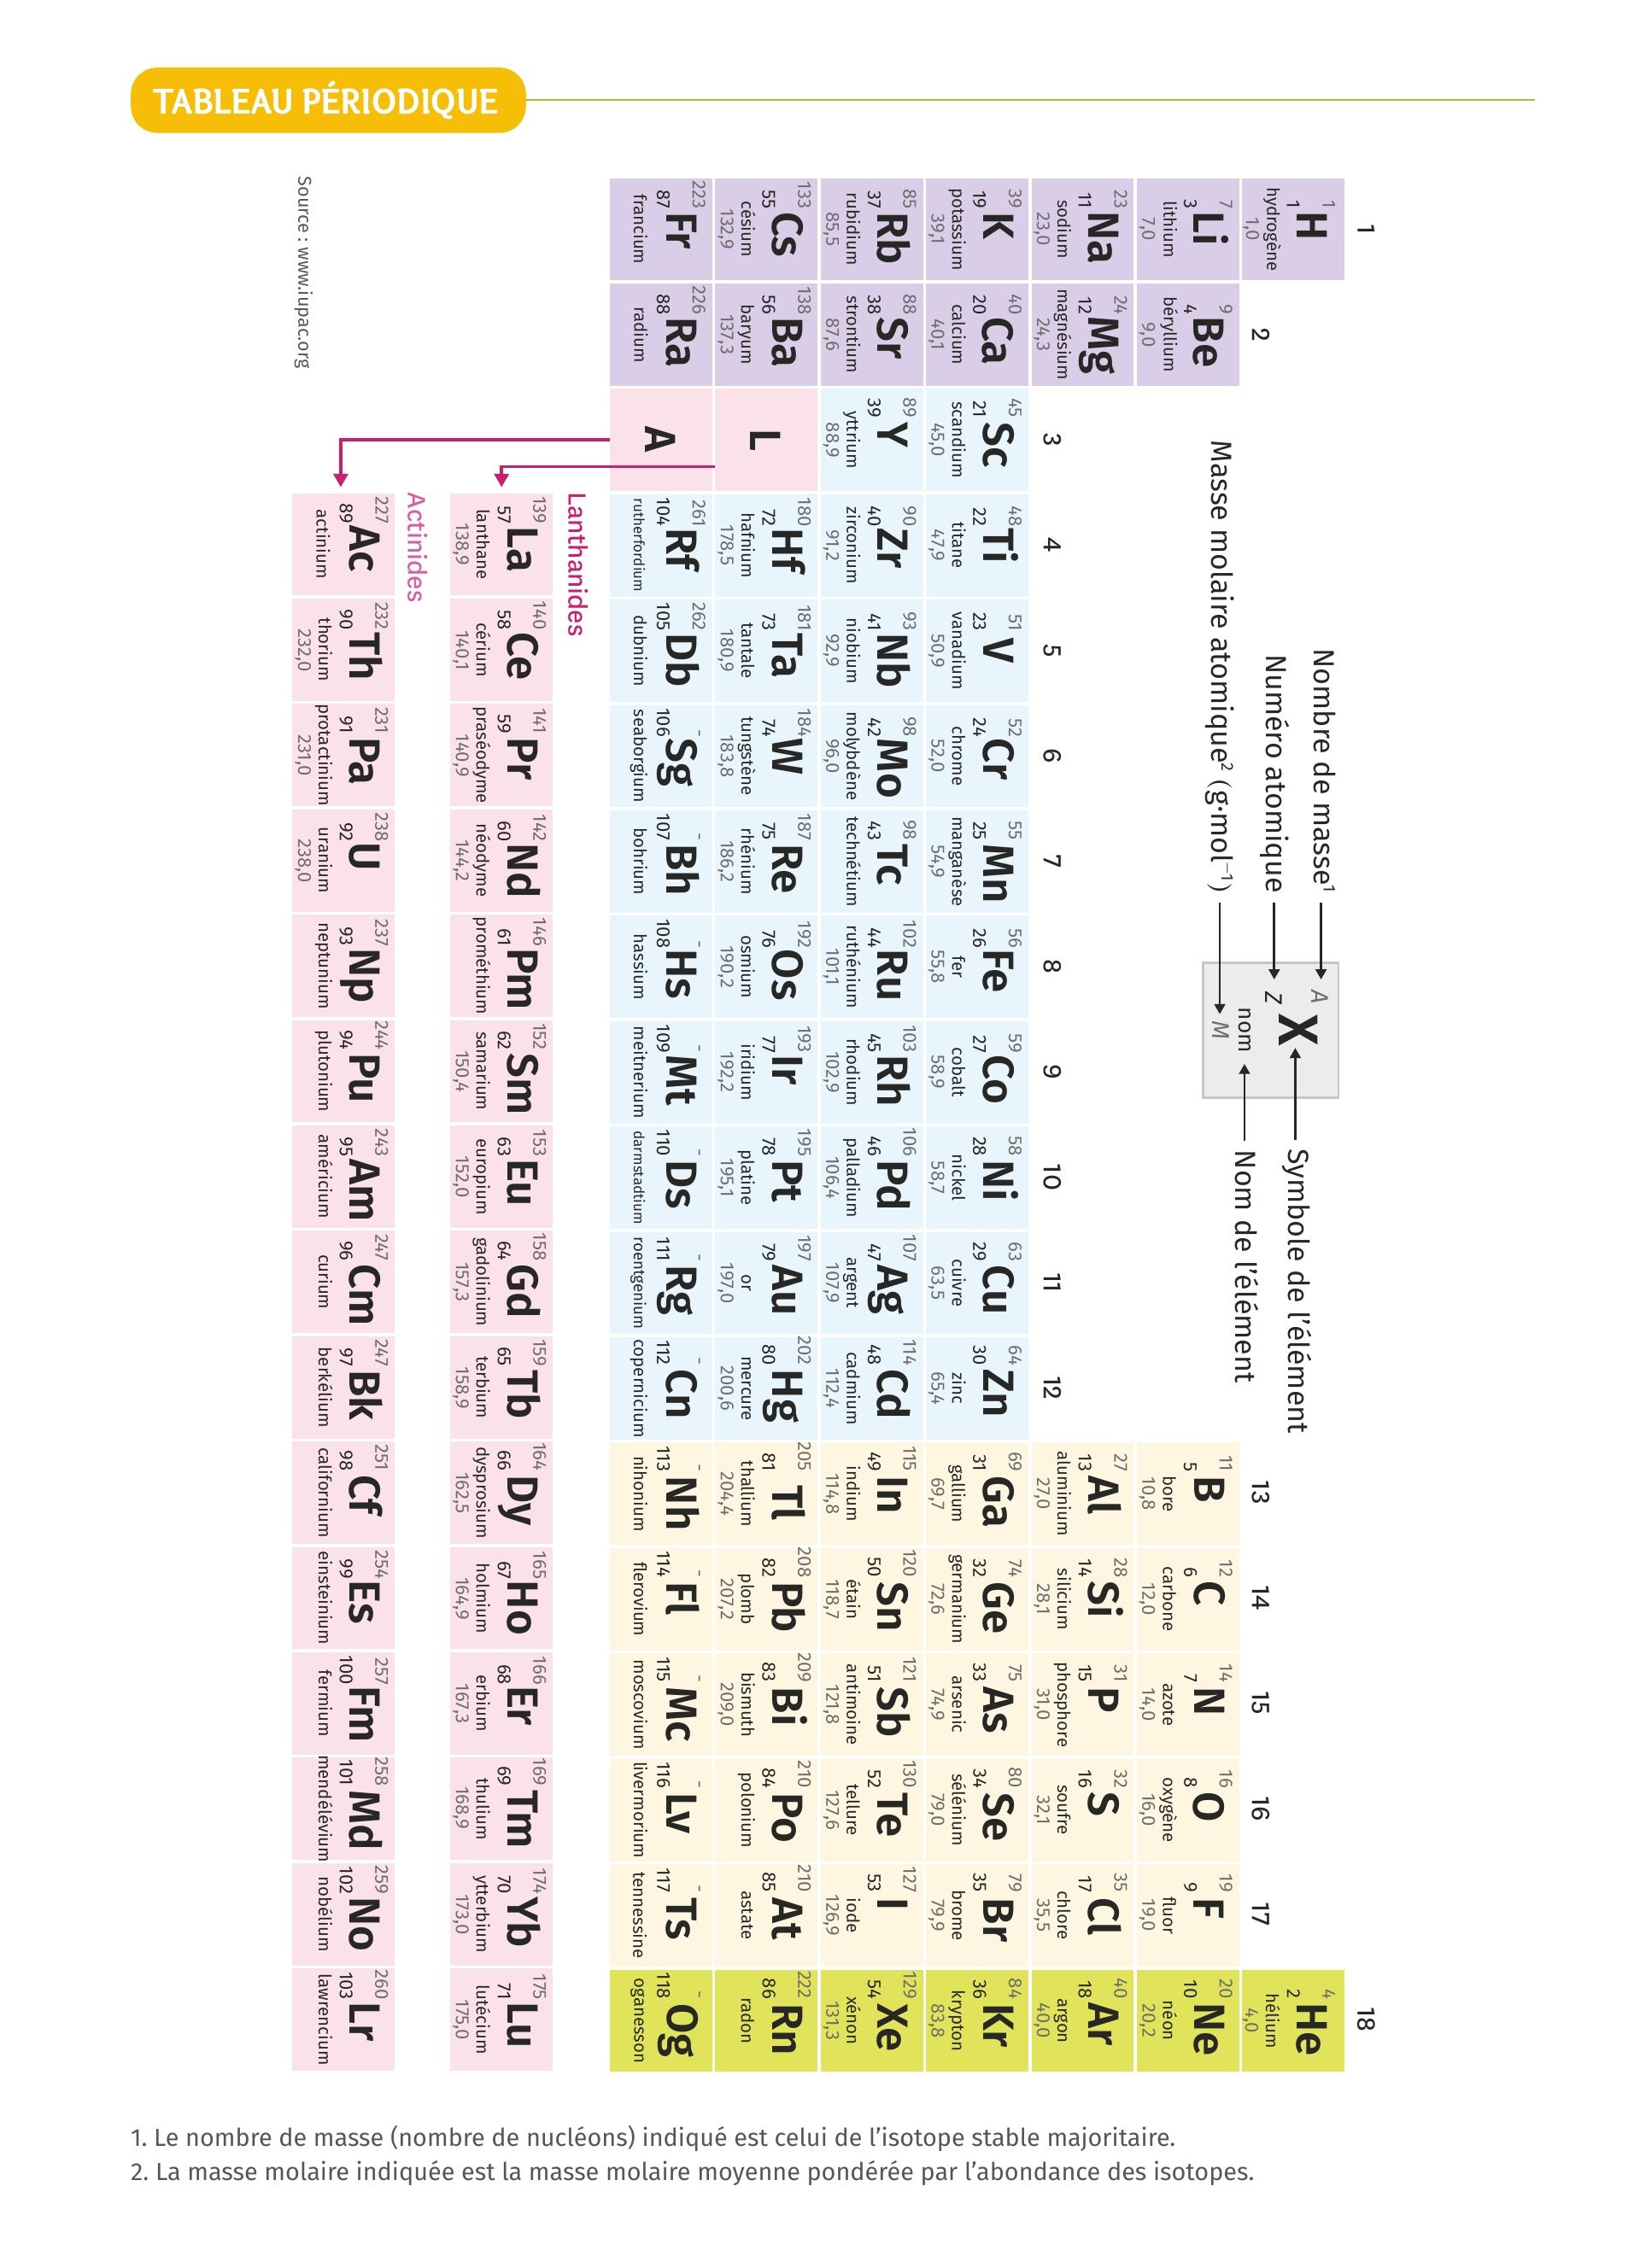 TABLEAU PÉRIODIQUE
1 18
1 H 1 hydrogène 1,0
4 He 2 hélium 4,0
Nombre de masse¹
Numéro atomique
Masse molaire atomique² (g·mol⁻¹)
A
Z X
nom
M
Symbole de l'élément
Nom de l'élément
2 13 14 15 16 17
7 Li 3 lithium 7,0
9 Be 4 béryllium 9,0
11 B 5 bore 10,8
12 C 6 carbone 12,0
14 N 7 azote 14,0
16 O 8 oxygène 16,0
19 F 9 fluor 19,0
20 Ne 10 néon 20,2
23 Na 11 sodium 23,0
24 Mg 12 magnésium 24,3
3 4 5 6 7 8 9 10 11 12
27 Al 13 aluminium 27,0
28 Si 14 silicium 28,1
31 P 15 phosphore 31,0
32 S 16 soufre 32,1
35 Cl 17 chlore 35,5
40 Ar 18 argon 40,0
39 K 19 potassium 39,1
40 Ca 20 calcium 40,1
45 Sc 21 scandium 45,0
48 Ti 22 titane 47,9
51 V 23 vanadium 50,9
52 Cr 24 chrome 52,0
55 Mn 25 manganèse 54,9
56 Fe 26 fer 55,8
59 Co 27 cobalt 58,9
58 Ni 28 nickel 58,7
63 Cu 29 cuivre 63,5
64 Zn 30 zinc 65,4
69 Ga 31 gallium 69,7
74 Ge 32 germanium 72,6
75 As 33 arsenic 74,9
80 Se 34 sélénium 79,0
79 Br 35 brome 79,9
84 Kr 36 krypton 83,8
85 Rb 37 rubidium 85,5
88 Sr 38 strontium 87,6
89 Y 39 yttrium 88,9
90 Zr 40 zirconium 91,2
93 Nb 41 niobium 92,9
98 Mo 42 molybdène 96,0
98 Tc 43 technétium
102 Ru 44 ruthénium 101,1
103 Rh 45 rhodium 102,9
106 Pd 46 palladium 106,4
107 Ag 47 argent 107,9
114 Cd 48 cadmium 112,4
115 In 49 indium 114,8
120 Sn 50 étain 118,7
121 Sb 51 antimoine 121,8
130 Te 52 tellure 127,6
127 I 53 iode 126,9
129 Xe 54 xénon 131,3
133 Cs 55 césium 132,9
138 Ba 56 baryum 137,3
L
180 Hf 72 hafnium 178,5
181 Ta 73 tantale 180,9
184 W 74 tungstène 183,8
187 Re 75 rhénium 186,2
192 Os 76 osmium 190,2
193 Ir 77 iridium 192,2
195 Pt 78 platine 195,1
197 Au 79 or 197,0
202 Hg 80 mercure 200,6
205 Tl 81 thallium 204,4
208 Pb 82 plomb 207,2
209 Bi 83 bismuth 209,0
210 Po 84 polonium
210 At 85 astate
222 Rn 86 radon
223 Fr 87 francium
226 Ra 88 radium
A
261 Rf 104 rutherfordium
262 Db 105 dubnium
- Sg 106 seaborgium
- Bh 107 bohrium
- Hs 108 hassium
- Mt 109 meitnerium
- Ds 110 darmstadtium
- Rg 111 roentgenium
- Cn 112 copernicium
- Nh 113 nihonium
- Fl 114 flerovium
- Mc 115 moscovium
- Lv 116 livermorium
- Ts 117 tennessine
- Og 118 oganesson
Lanthanides
139 La 57 lanthane 138,9
140 Ce 58 cérium 140,1
141 Pr 59 praséodyme 140,9
142 Nd 60 néodyme 144,2
146 Pm 61 prométhium
152 Sm 62 samarium 150,4
153 Eu 63 europium 152,0
158 Gd 64 gadolinium 157,3
159 Tb 65 terbium 158,9
164 Dy 66 dysprosium 162,5
165 Ho 67 holmium 164,9
166 Er 68 erbium 167,3
169 Tm 69 thulium 168,9
174 Yb 70 ytterbium 173,0
175 Lu 71 lutécium 175,0
Actinides
227 Ac 89 actinium
232 Th 90 thorium 232,0
231 Pa 91 protactinium 231,0
238 U 92 uranium 238,0
237 Np 93 neptunium
244 Pu 94 plutonium
243 Am 95 américium
247 Cm 96 curium
247 Bk 97 berkélium
251 Cf 98 californium
254 Es 99 einsteinium
257 Fm 100 fermium
258 Md 101 mendélévium
259 No 102 nobélium
260 Lr 103 lawrencium
Source : www.iupac.org
1. Le nombre de masse (nombre de nucléons) indiqué est celui de l'isotope stable majoritaire.
2. La masse molaire indiquée est la masse molaire moyenne pondérée par l'abondance des isotopes.